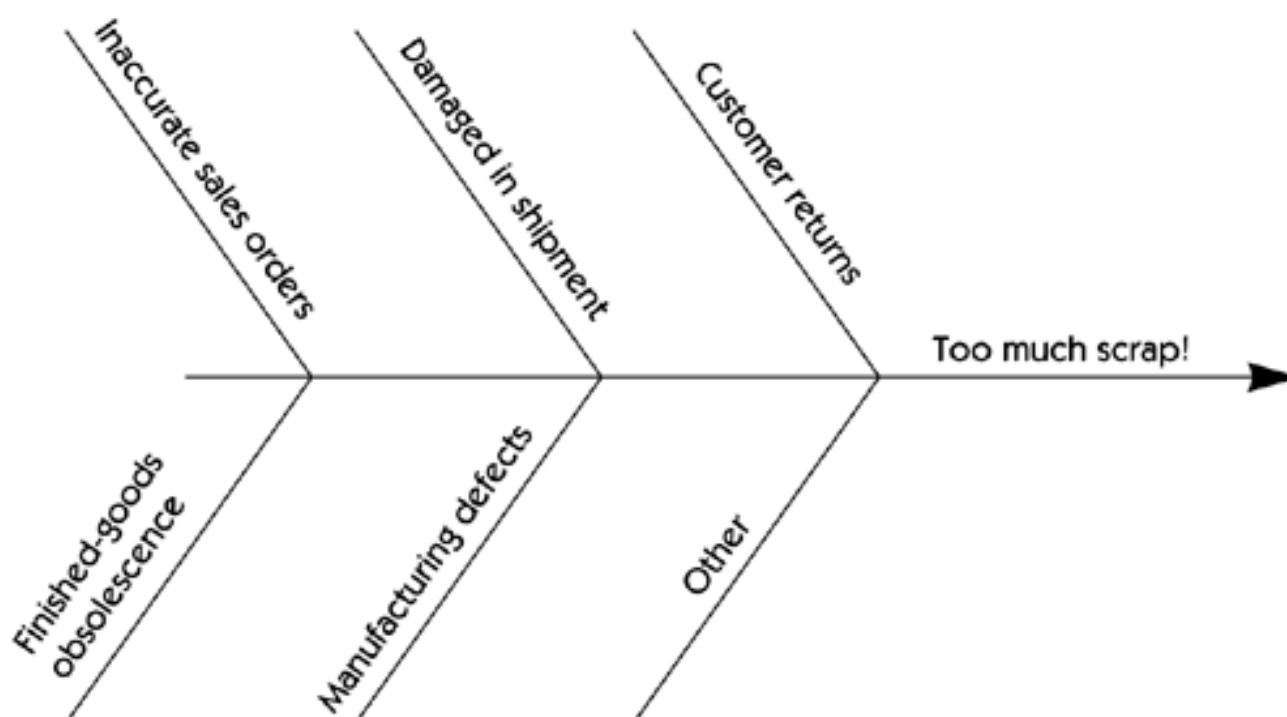 Inaccurate sales orders
Damaged in shipment
Customer returns
Too much scrap!
Finished-goods
obsolescence
Manufacturing defects
Other